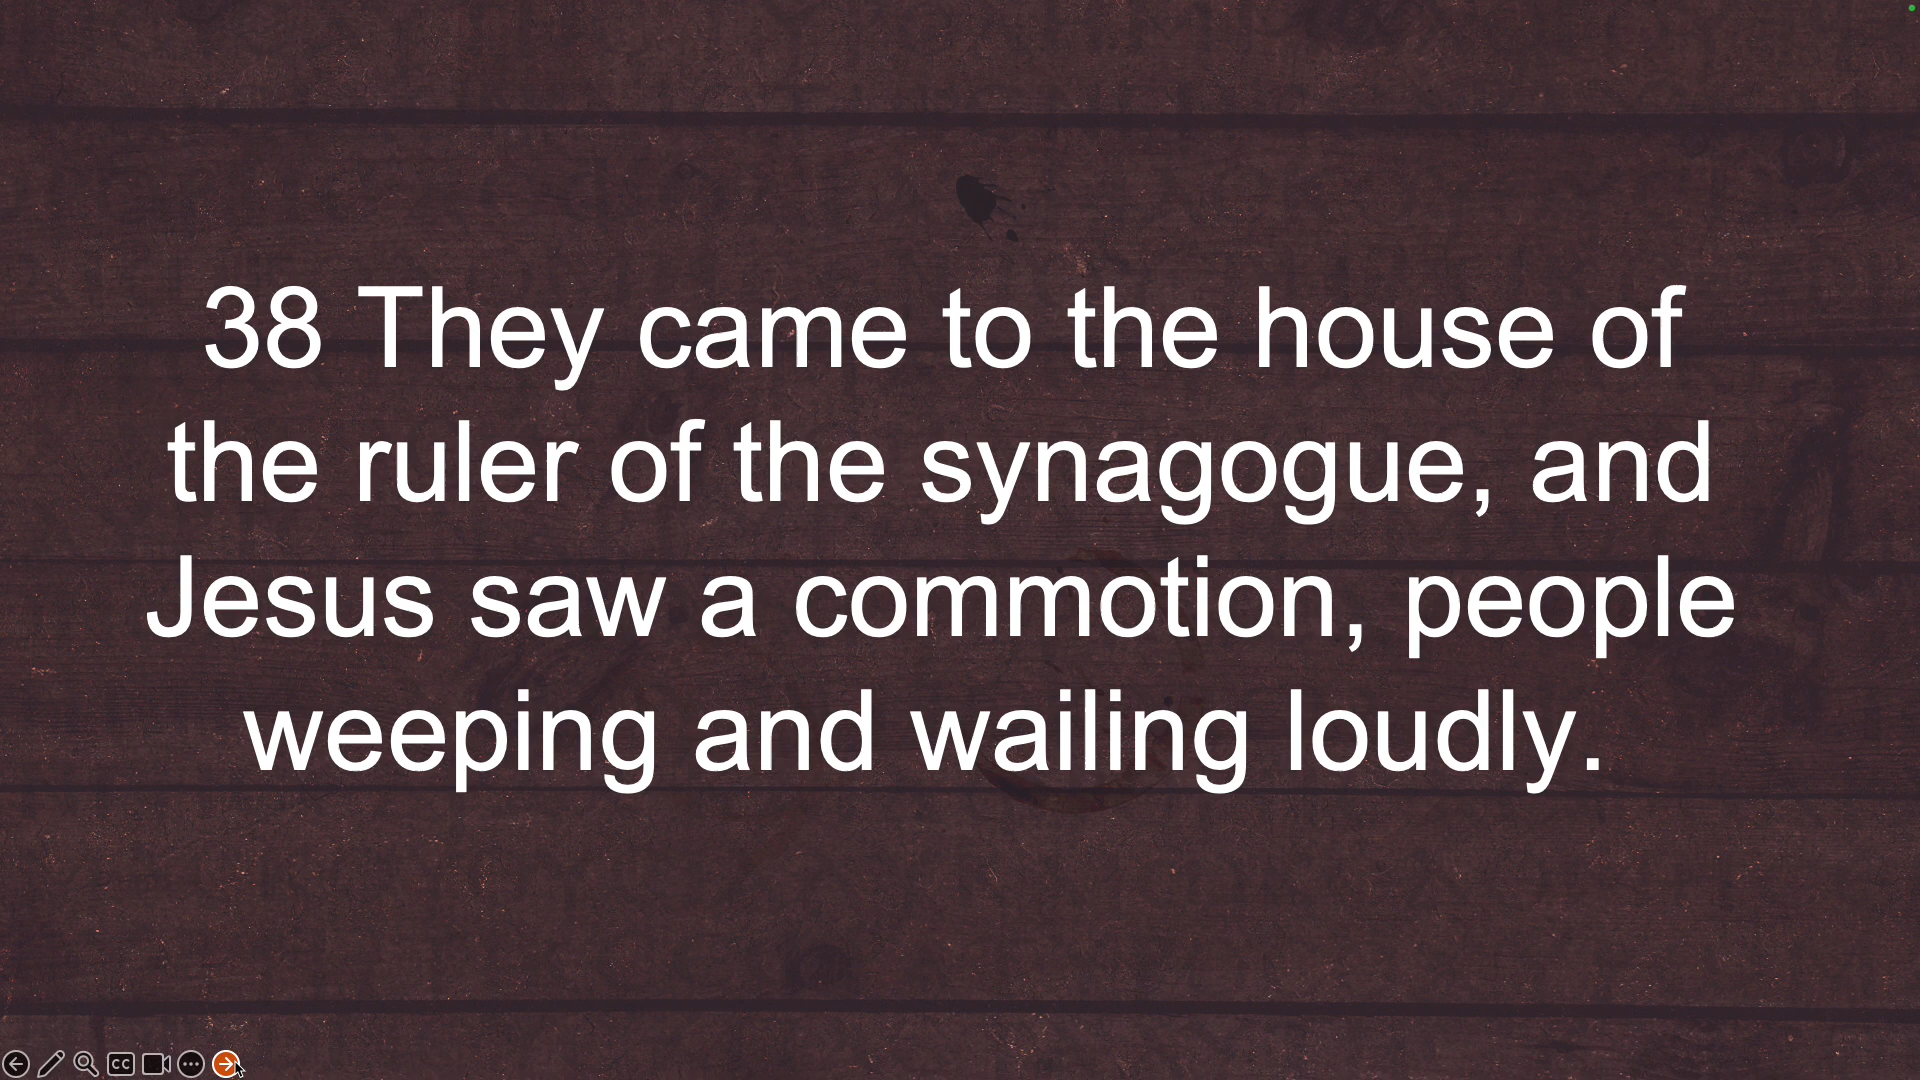 38 They came to the house of
the ruler of the synagogue, and
Jesus saw a commotion, people
weeping and wailing loudly.
CC